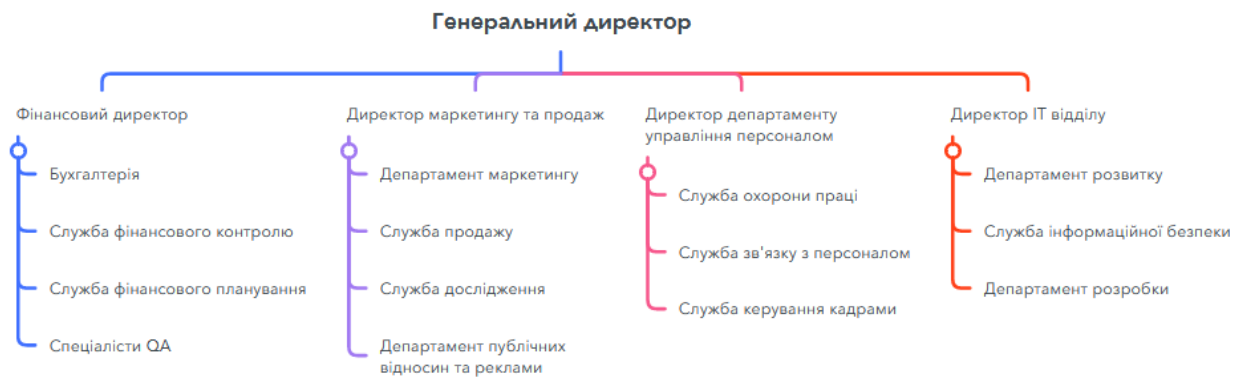 Генеральний директор
Фінансовий директор
Бухгалтерія
Служба фінансового контролю
Служба фінансового планування
Спеціалісти QA
Директор маркетингу та продаж
Департамент маркетингу
Служба продажу
Служба дослідження
Департамент публічних
відносин та реклами
Директор департаменту
управління персоналом
Служба охорони праці
Служба зв'язку з персоналом
Служба керування кадрами
Директор ІТ відділу
Департамент розвитку
Служба інформаційної безпеки
Департамент розробки